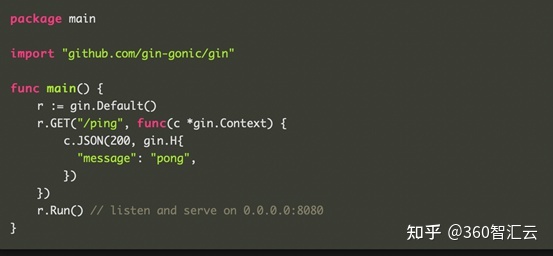 package main

import "github.com/gin-gonic/gin"

func main() {
    r := gin.Default()
    r.GET("/ping", func(c *gin.Context) {
        c.JSON(200, gin.H{
          "message": "pong",
        })
    })
    r.Run() // listen and serve on 0.0.0.0:8080
}
知乎 @360智汇云